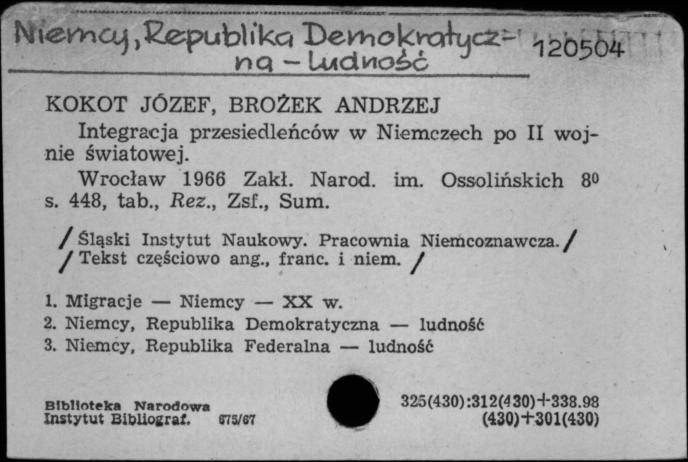 Niemcy, Republika Demokratycz-
na – ludność
120504
KOKOT JÓZEF, BROŻEK ANDRZEJ
Integracja przesiedleńców w Niemczech po II woj-
nie światowej.
Wrocław 1966 Zakł. Narod. im. Ossolińskich 8⁰
s. 448, tab., Rez., Zsf., Sum.
/ Śląski Instytut Naukowy. Pracownia Niemcoznawcza. /
/ Tekst częściowo ang., franc. i niem. /
1. Migracje — Niemcy — XX w.
2. Niemcy, Republika Demokratyczna — ludność
3. Niemcy, Republika Federalna — ludność
Biblioteka Narodowa
Instytut Bibliograf. 675/67
325(430):312(430)+338.98
(430)+301(430)